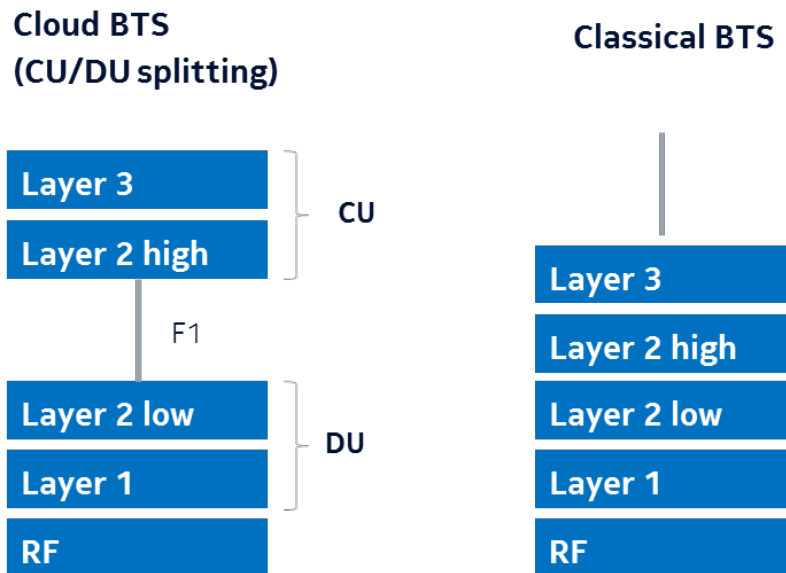 Cloud BTS
(CU/DU splitting)
Layer 3
Layer 2 high
CU
F1
Layer 2 low
Layer 1
DU
RF
Classical BTS
Layer 3
Layer 2 high
Layer 2 low
Layer 1
RF